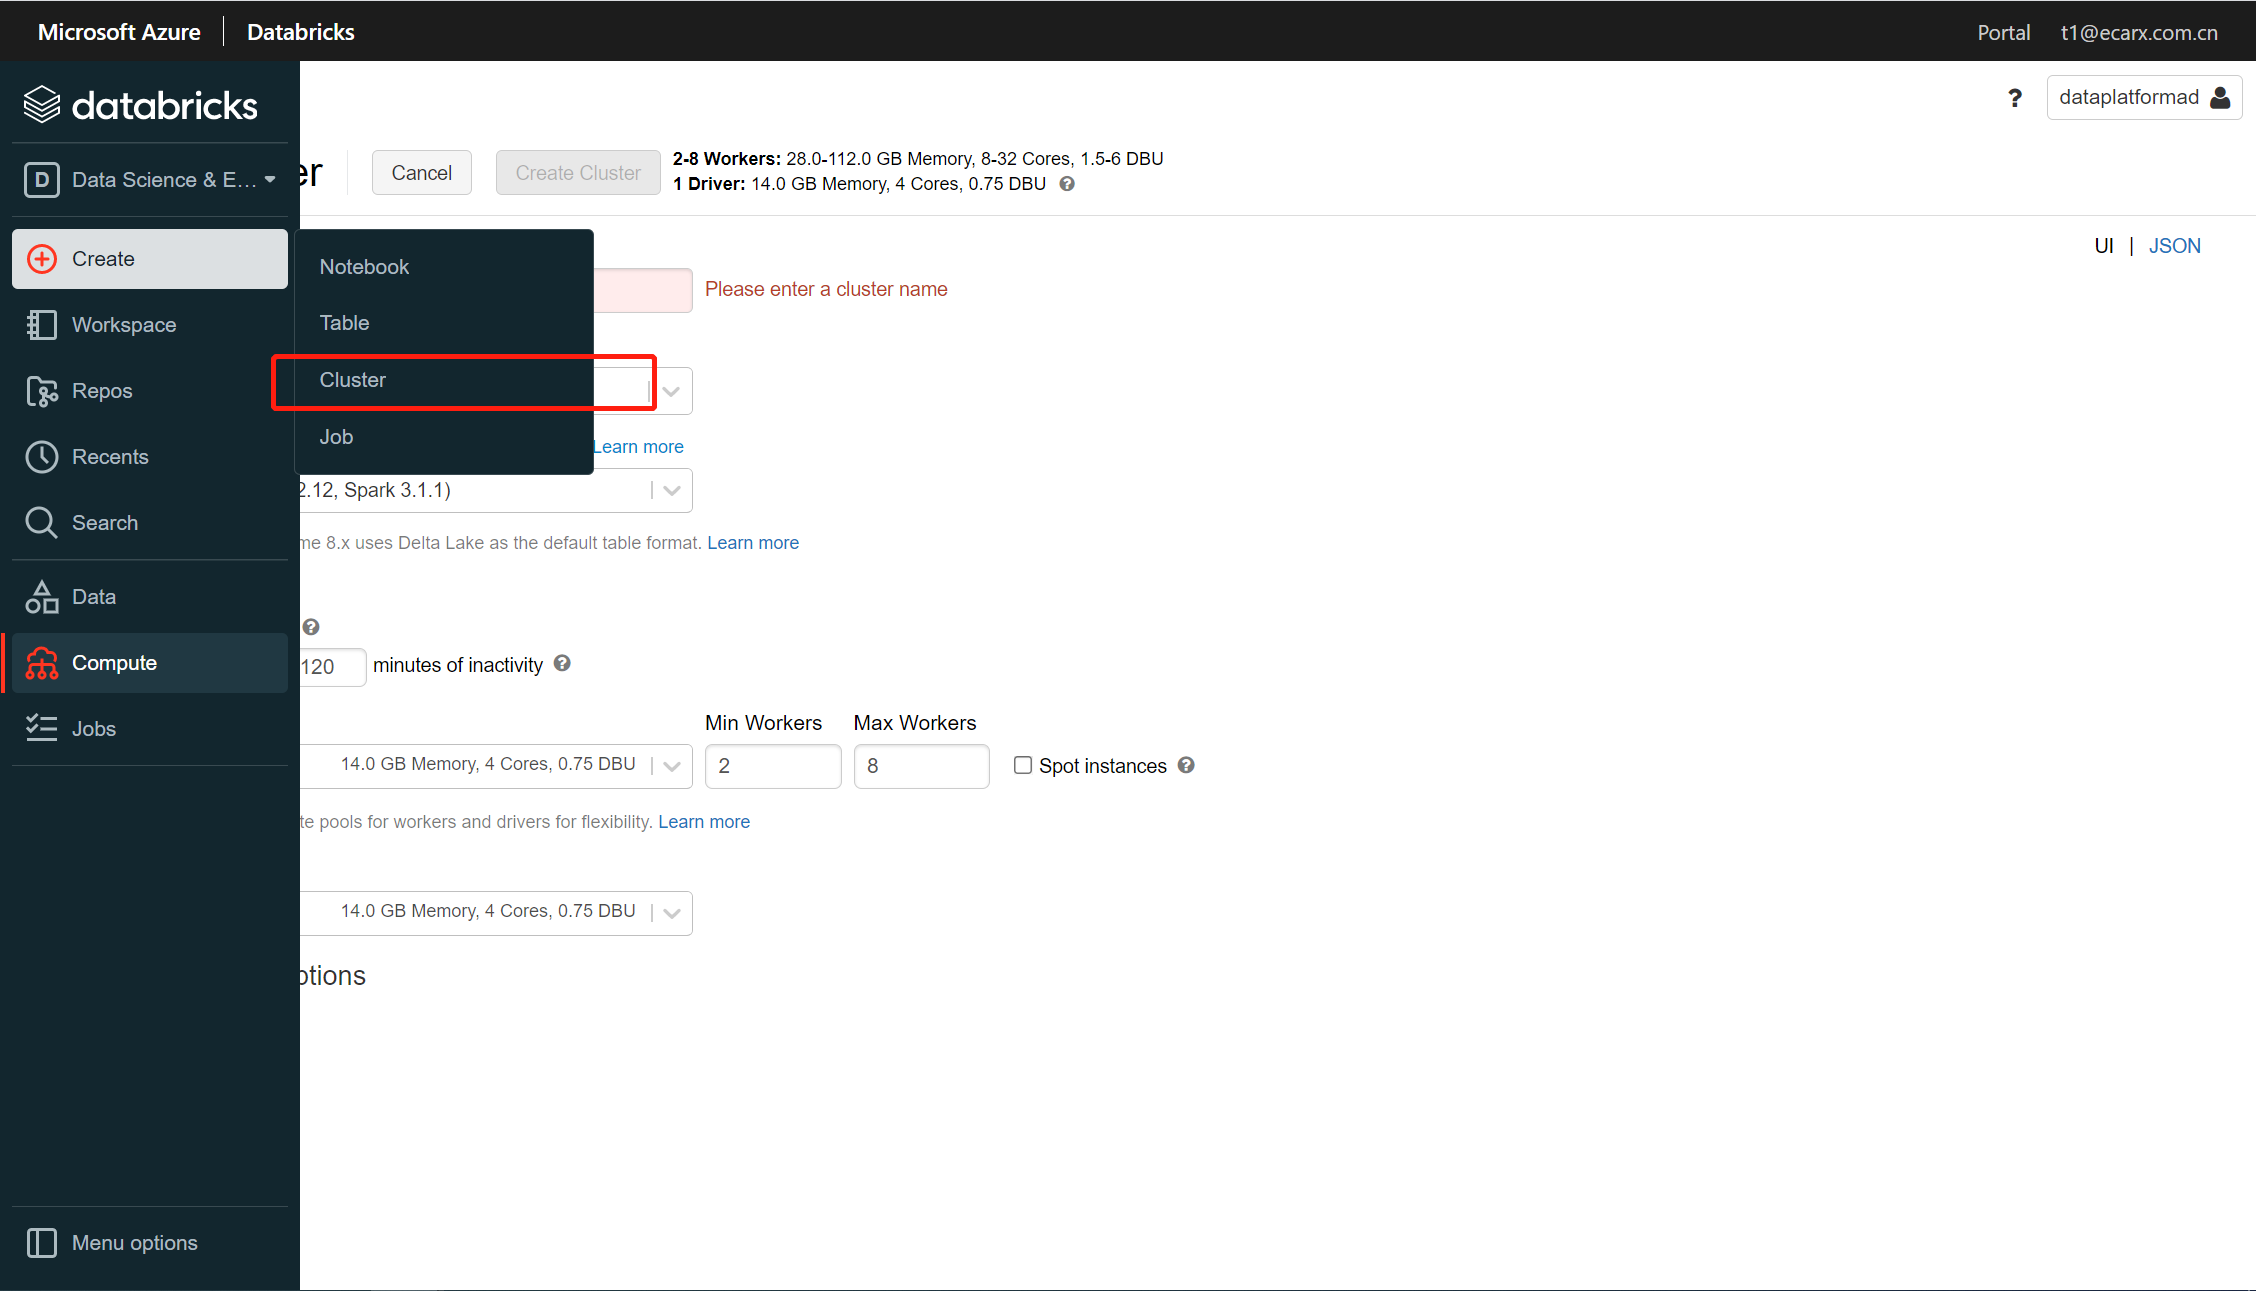 Microsoft Azure | Databricks
Portal t1@ecarx.com.cn
databricks
? dataplatformad
D Data Science & E...
er
Cancel
Create Cluster
2-8 Workers: 28.0-112.0 GB Memory, 8-32 Cores, 1.5-6 DBU
1 Driver: 14.0 GB Memory, 4 Cores, 0.75 DBU ?
UI | JSON
Create
Workspace
Repos
Recents
Search
Data
Compute
Jobs
Menu options
Notebook
Table
Cluster
Job
Please enter a cluster name
Learn more
2.12, Spark 3.1.1)
me 8.x uses Delta Lake as the default table format. Learn more
?
120 minutes of inactivity ?
Min Workers Max Workers
14.0 GB Memory, 4 Cores, 0.75 DBU 2 8 Spot instances ?
te pools for workers and drivers for flexibility. Learn more
14.0 GB Memory, 4 Cores, 0.75 DBU
ptions